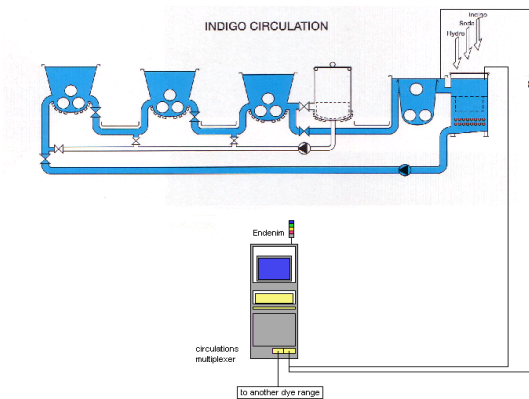 INDIGO CIRCULATION
Indigo
Soda
Hydro
Endenim
circulations
multiplexer
to another dye range